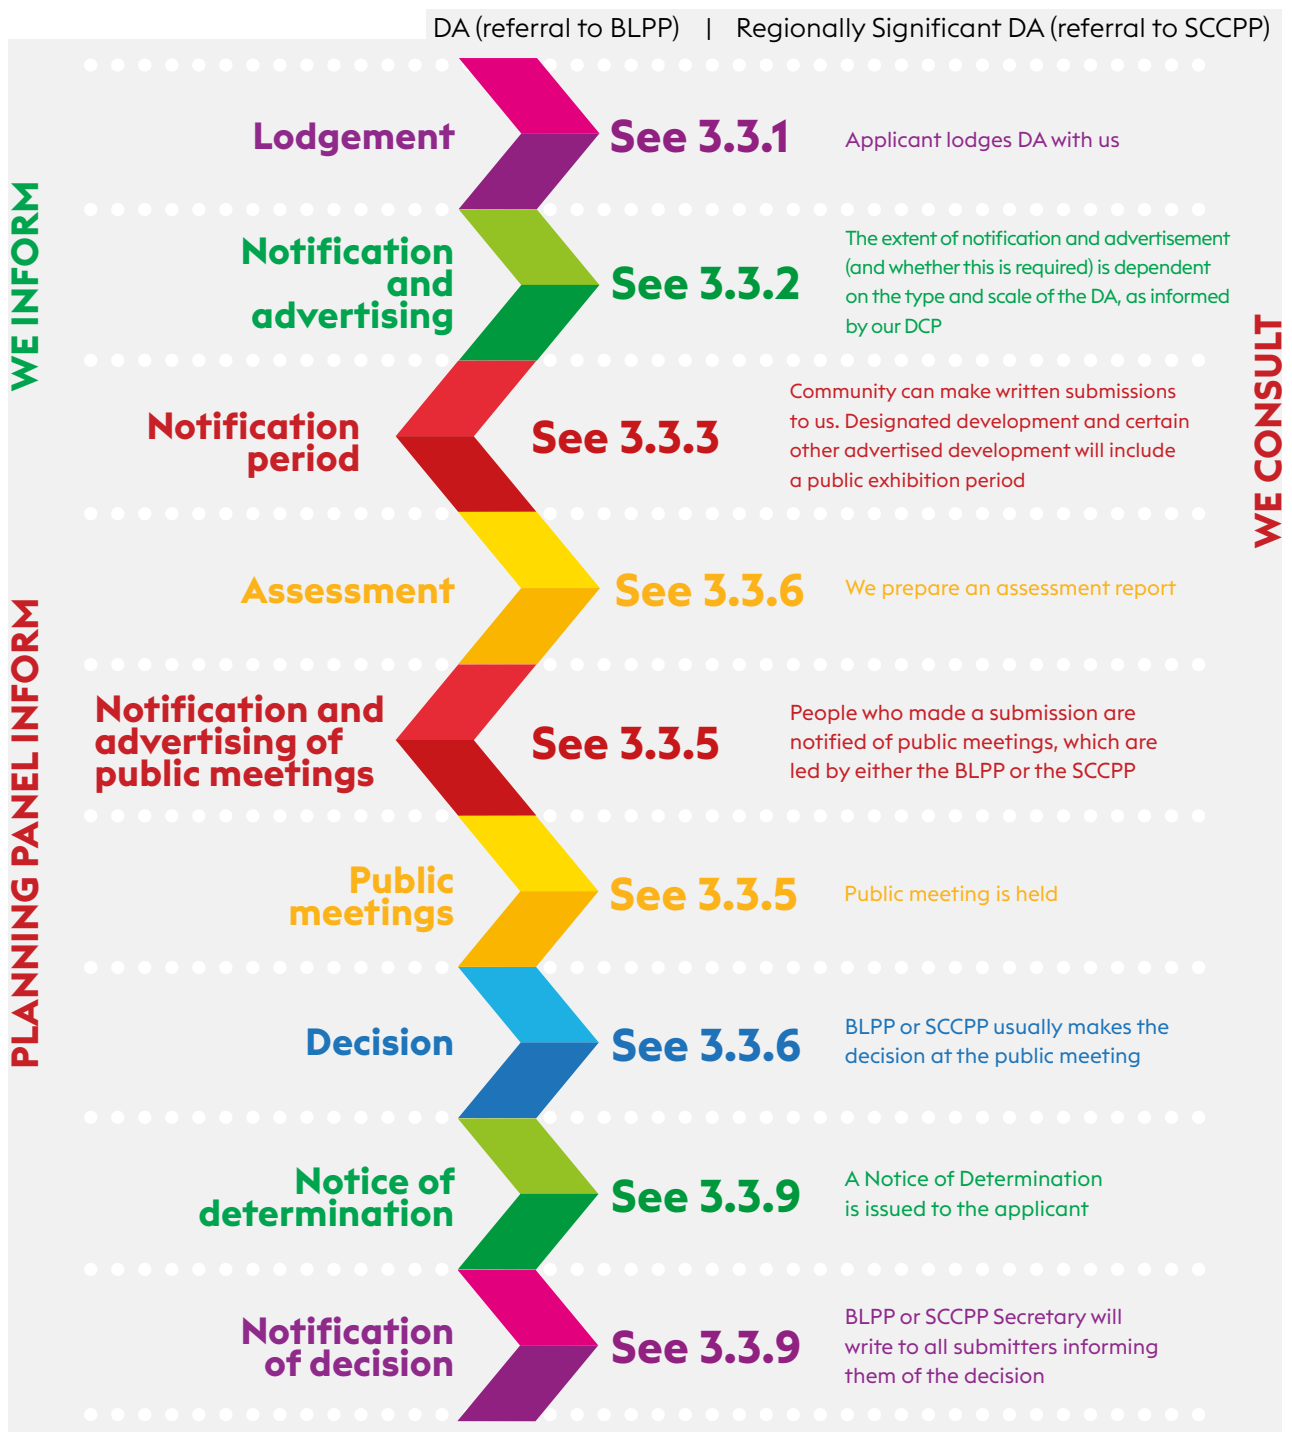 DA (referral to BLPP) | Regionally Significant DA (referral to SCCPP)
WE INFORM
PLANNING PANEL INFORM
WE CONSULT
Lodgement
See 3.3.1
Applicant lodges DA with us
Notification
and
advertising
See 3.3.2
The extent of notification and advertisement
(and whether this is required) is dependent
on the type and scale of the DA, as informed
by our DCP
Notification
period
See 3.3.3
Community can make written submissions
to us. Designated development and certain
other advertised development will include
a public exhibition period
Assessment
See 3.3.6
We prepare an assessment report
Notification and
advertising of
public meetings
See 3.3.5
People who made a submission are
notified of public meetings, which are
led by either the BLPP or the SCCPP
Public
meetings
See 3.3.5
Public meeting is held
Decision
See 3.3.6
BLPP or SCCPP usually makes the
decision at the public meeting
Notice of
determination
See 3.3.9
A Notice of Determination
is issued to the applicant
Notification
of decision
See 3.3.9
BLPP or SCCPP Secretary will
write to all submitters informing
them of the decision